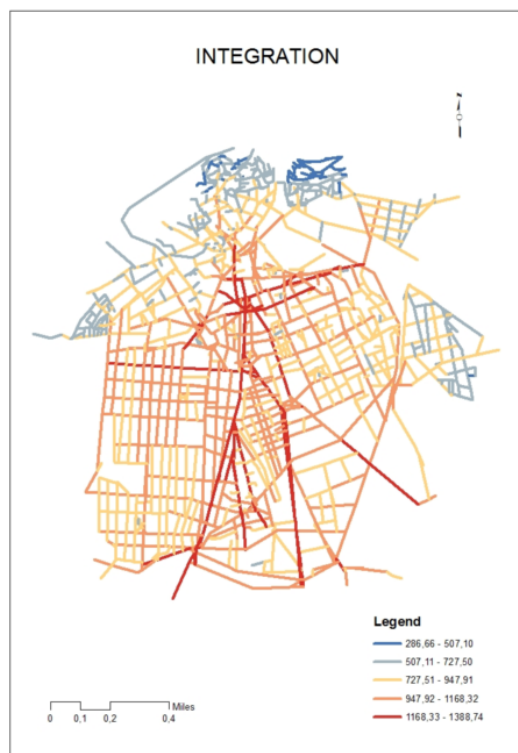 INTEGRATION
Legend
286,66 - 507,10
507,11 - 727,50
727,51 - 947,91
947,92 - 1168,32
1168,33 - 1388,74
Miles
0 0,1 0,2 0,4